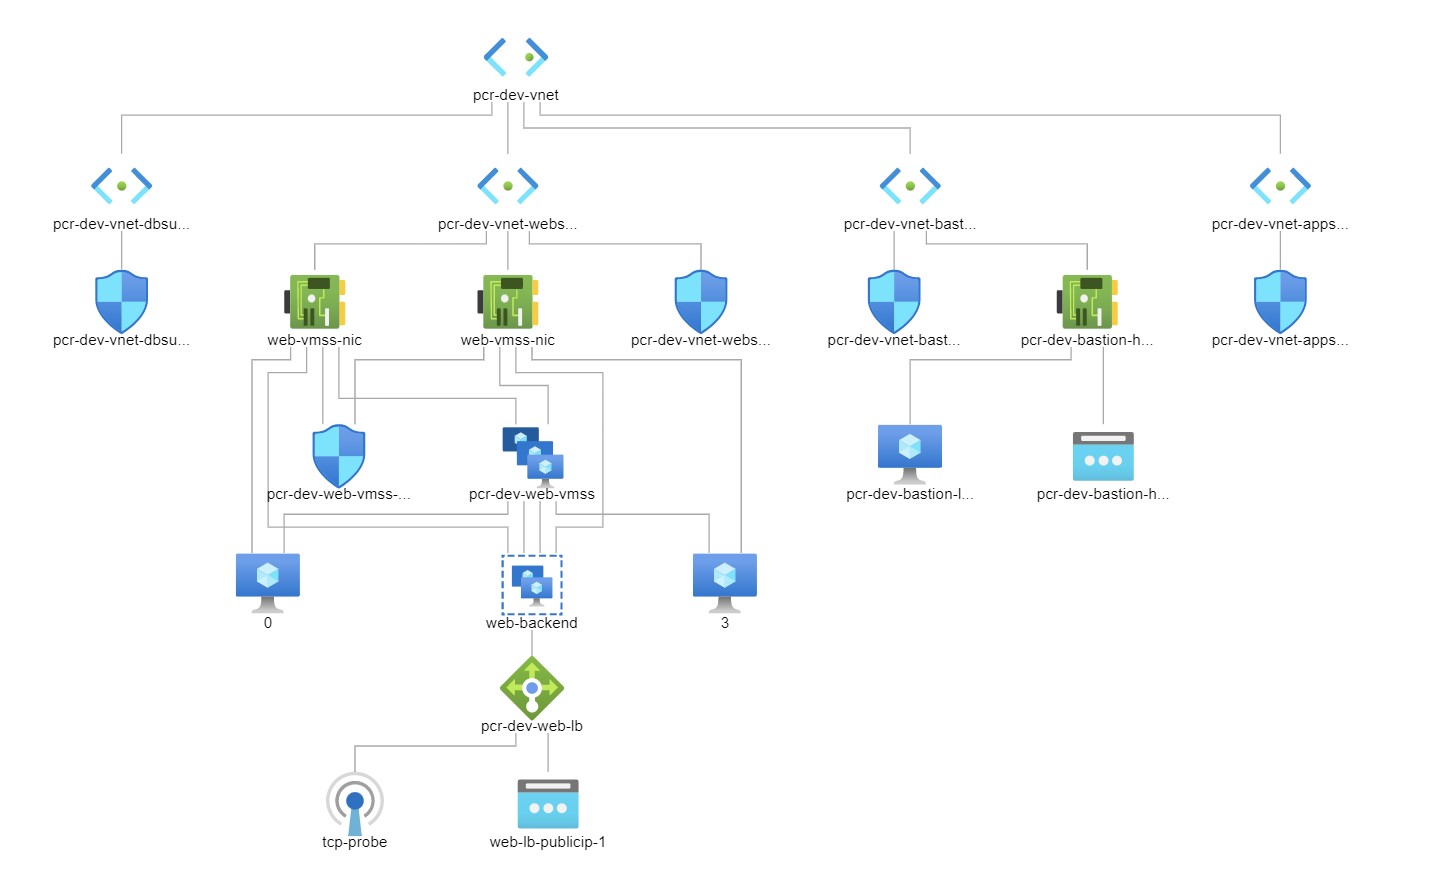 pcr-dev-vnet
pcr-dev-vnet-dbsu...
pcr-dev-vnet-webs...
pcr-dev-vnet-bast...
pcr-dev-vnet-apps...
pcr-dev-vnet-dbsu...
web-vmss-nic
web-vmss-nic
pcr-dev-vnet-webs...
pcr-dev-vnet-bast...
pcr-dev-bastion-h...
pcr-dev-vnet-apps...
pcr-dev-web-vmss-...
pcr-dev-web-vmss
pcr-dev-bastion-l...
pcr-dev-bastion-h...
0
web-backend
3
pcr-dev-web-lb
tcp-probe
web-lb-publicip-1